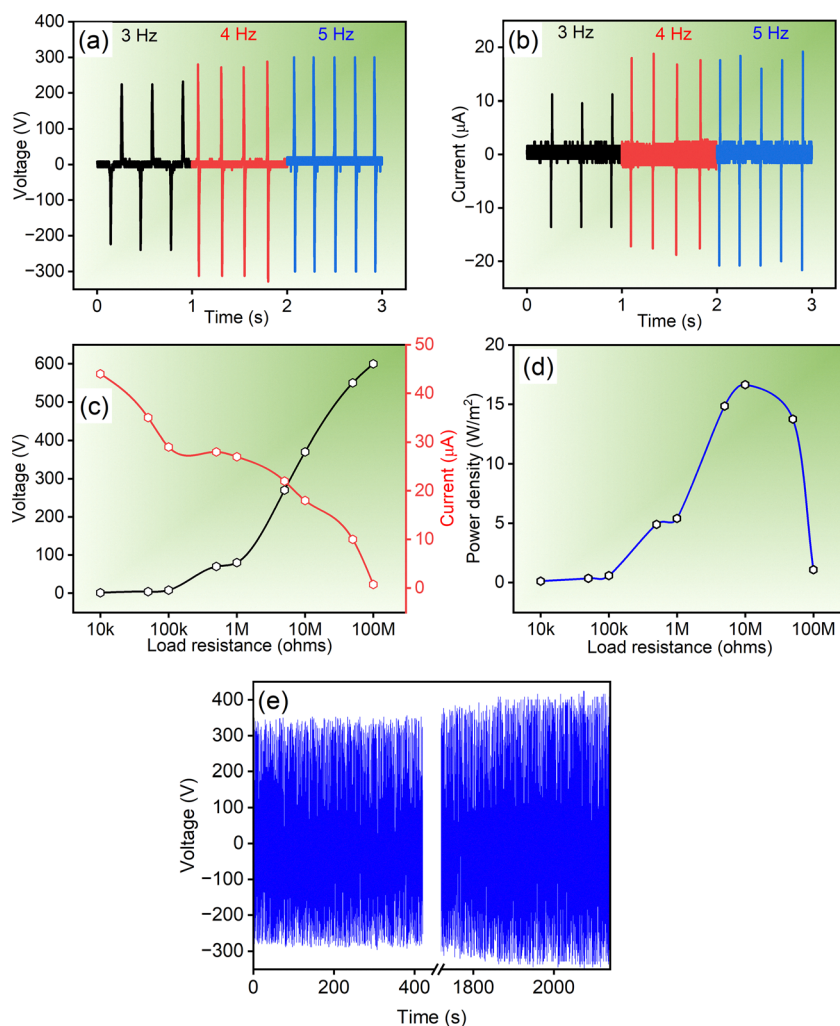 (a)
3 Hz 4 Hz 5 Hz
Voltage (V)
400
300
200
100
0
−100
−200
−300
0 1 2 3
Time (s)
(b)
3 Hz 4 Hz 5 Hz
Current (μA)
20
10
0
−10
−20
0 1 2 3
Time (s)
(c)
Voltage (V)
600
500
400
300
200
100
0
50
40
30
20
10
0
Current (μA)
10k 100k 1M 10M 100M
Load resistance (ohms)
(d)
Power density (W/m²)
20
15
10
5
0
10k 100k 1M 10M 100M
Load resistance (ohms)
(e)
Voltage (V)
400
300
200
100
0
−100
−200
−300
0 200 400 1800 2000
Time (s)